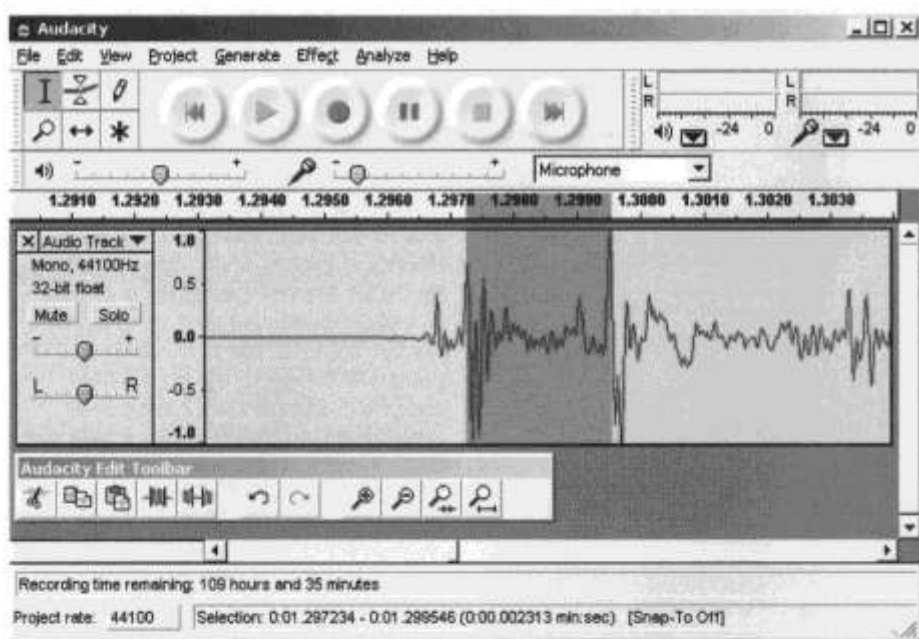 Audacity
File Edit View Project Generate Effect Analyze Help
L
R
-24 0
L
R
-24 0
- +
- +
Microphone
1.2910 1.2920 1.2930 1.2940 1.2950 1.2960 1.2970 1.2980 1.2990 1.3000 1.3010 1.3020 1.3030
Audio Track
Mono, 44100Hz
32-bit float
Mute Solo
- +
L R
1.0
0.5
0.0
-0.5
-1.0
Audacity Edit Toolbar
Recording time remaining: 109 hours and 35 minutes
Project rate: 44100 Selection: 0:01.297234 - 0:01.299546 (0:00.002313 min:sec) [Snap-To Off]